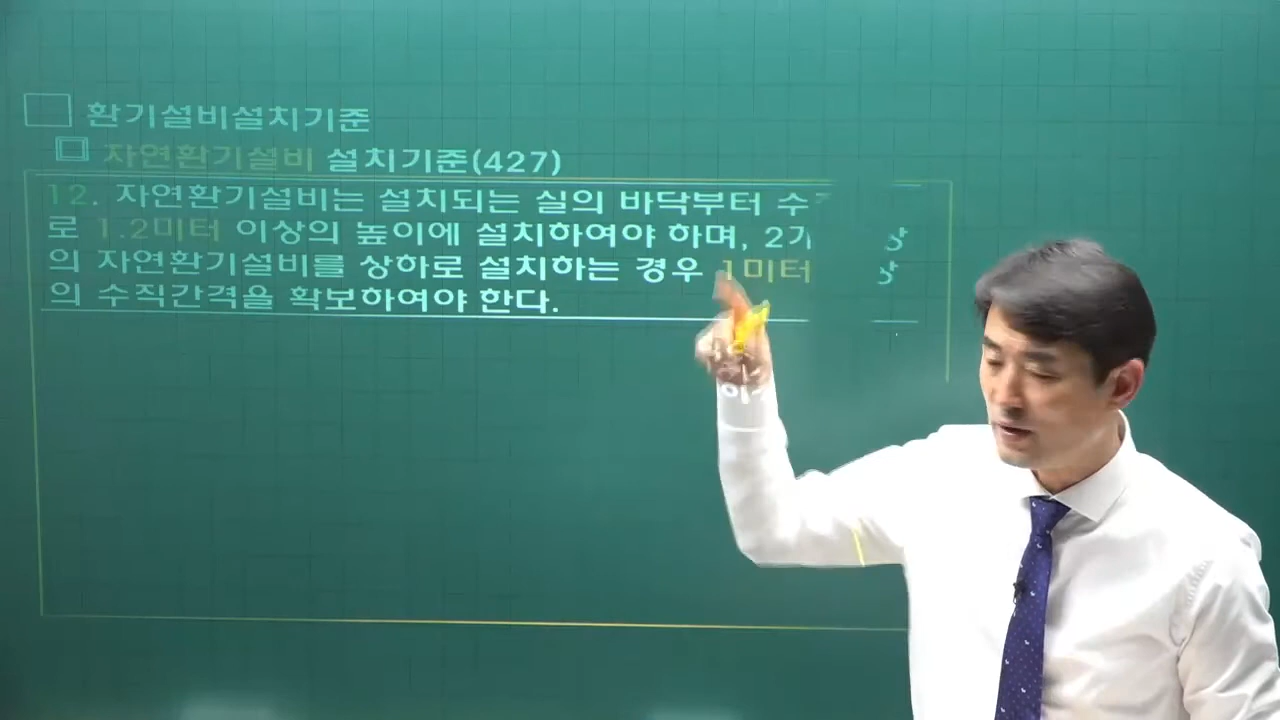 환기설비설치기준
자연환기설비 설치기준(427)
12. 자연환기설비는 설치되는 실의 바닥부터 수
로 1.2미터 이상의 높이에 설치하여야 하며, 2개
의 자연환기설비를 상하로 설치하는 경우 1미터
의 수직간격을 확보하여야 한다.